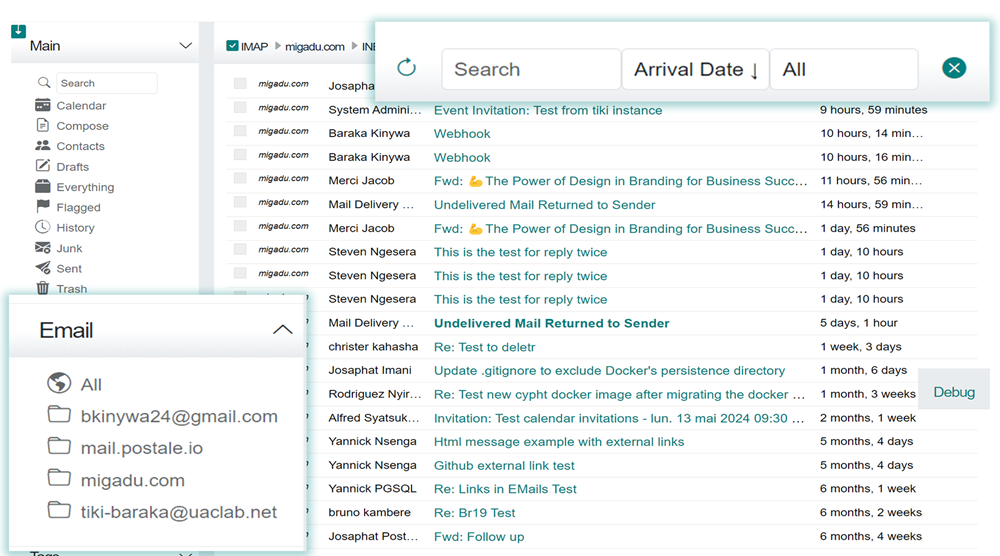 Main
IMAP migadu.com INB
Search Arrival Date ↓ All
Search
Calendar
Compose
Contacts
Drafts
Everything
Flagged
History
Junk
Sent
Trash
Email
All
bkinywa24@gmail.com
mail.postale.io
migadu.com
tiki-baraka@uaclab.net
migadu.com Josaphat
migadu.com System Admini... Event Invitation: Test from tiki instance 9 hours, 59 minutes
migadu.com Baraka Kinywa Webhook 10 hours, 14 min...
migadu.com Baraka Kinywa Webhook 10 hours, 16 min...
migadu.com Merci Jacob Fwd: 💪 The Power of Design in Branding for Business Succ... 11 hours, 56 min...
migadu.com Mail Delivery ... Undelivered Mail Returned to Sender 14 hours, 59 min...
migadu.com Merci Jacob Fwd: 💪 The Power of Design in Branding for Business Succ... 1 day, 56 minutes
migadu.com Steven Ngesera This is the test for reply twice 1 day, 10 hours
migadu.com Steven Ngesera This is the test for reply twice 1 day, 10 hours
Steven Ngesera This is the test for reply twice 1 day, 10 hours
Mail Delivery ... Undelivered Mail Returned to Sender 5 days, 1 hour
christer kahasha Re: Test to deletr 1 week, 3 days
Josaphat Imani Update .gitignore to exclude Docker's persistence directory 1 month, 6 days
Rodriguez Nyir... Re: Test new cypht docker image after migrating the docker ... 1 month, 3 weeks
Debug
Alfred Syatsuk... Invitation: Test calendar invitations - lun. 13 mai 2024 09:30 ... 2 months, 1 week
Yannick Nsenga Html message example with external links 5 months, 4 days
Yannick Nsenga Github external link test 5 months, 4 days
Yannick PGSQL Re: Links in EMails Test 6 months, 1 week
bruno kambere Re: Br19 Test 6 months, 2 weeks
Josaphat Post... Fwd: Follow up 6 months, 2 weeks